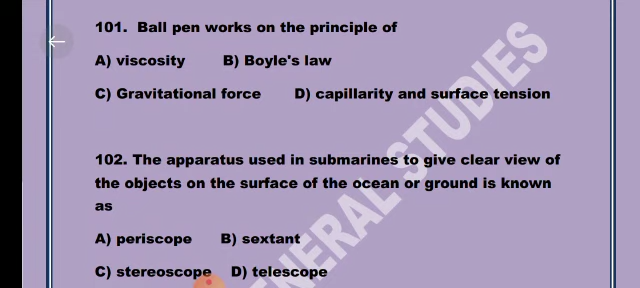 101. Ball pen works on the principle of
A) viscosity B) Boyle's law
C) Gravitational force D) capillarity and surface tension
102. The apparatus used in submarines to give clear view of
the objects on the surface of the ocean or ground is known
as
A) periscope B) sextant
C) stereoscope D) telescope
ENERAL STUDIES